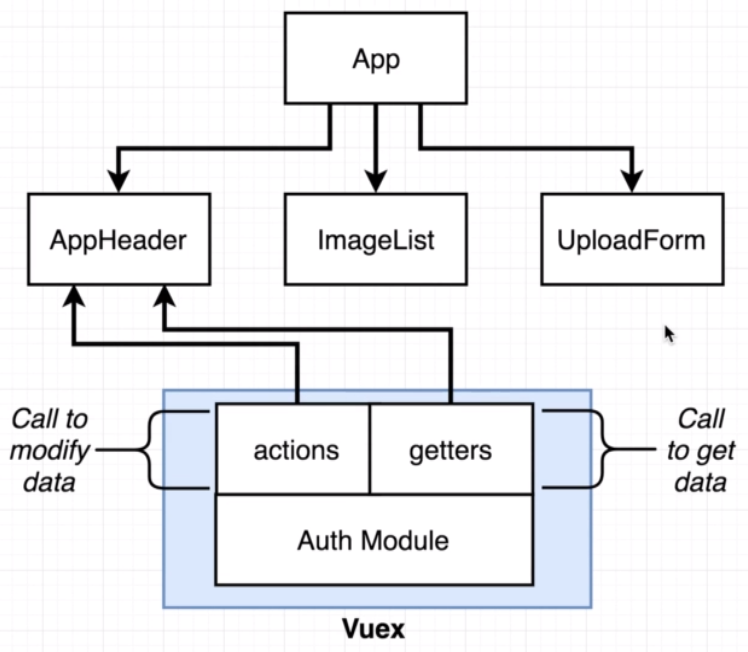 App
AppHeader
ImageList
UploadForm
Call to
modify
data
actions
getters
Call
to get
data
Auth Module
Vuex